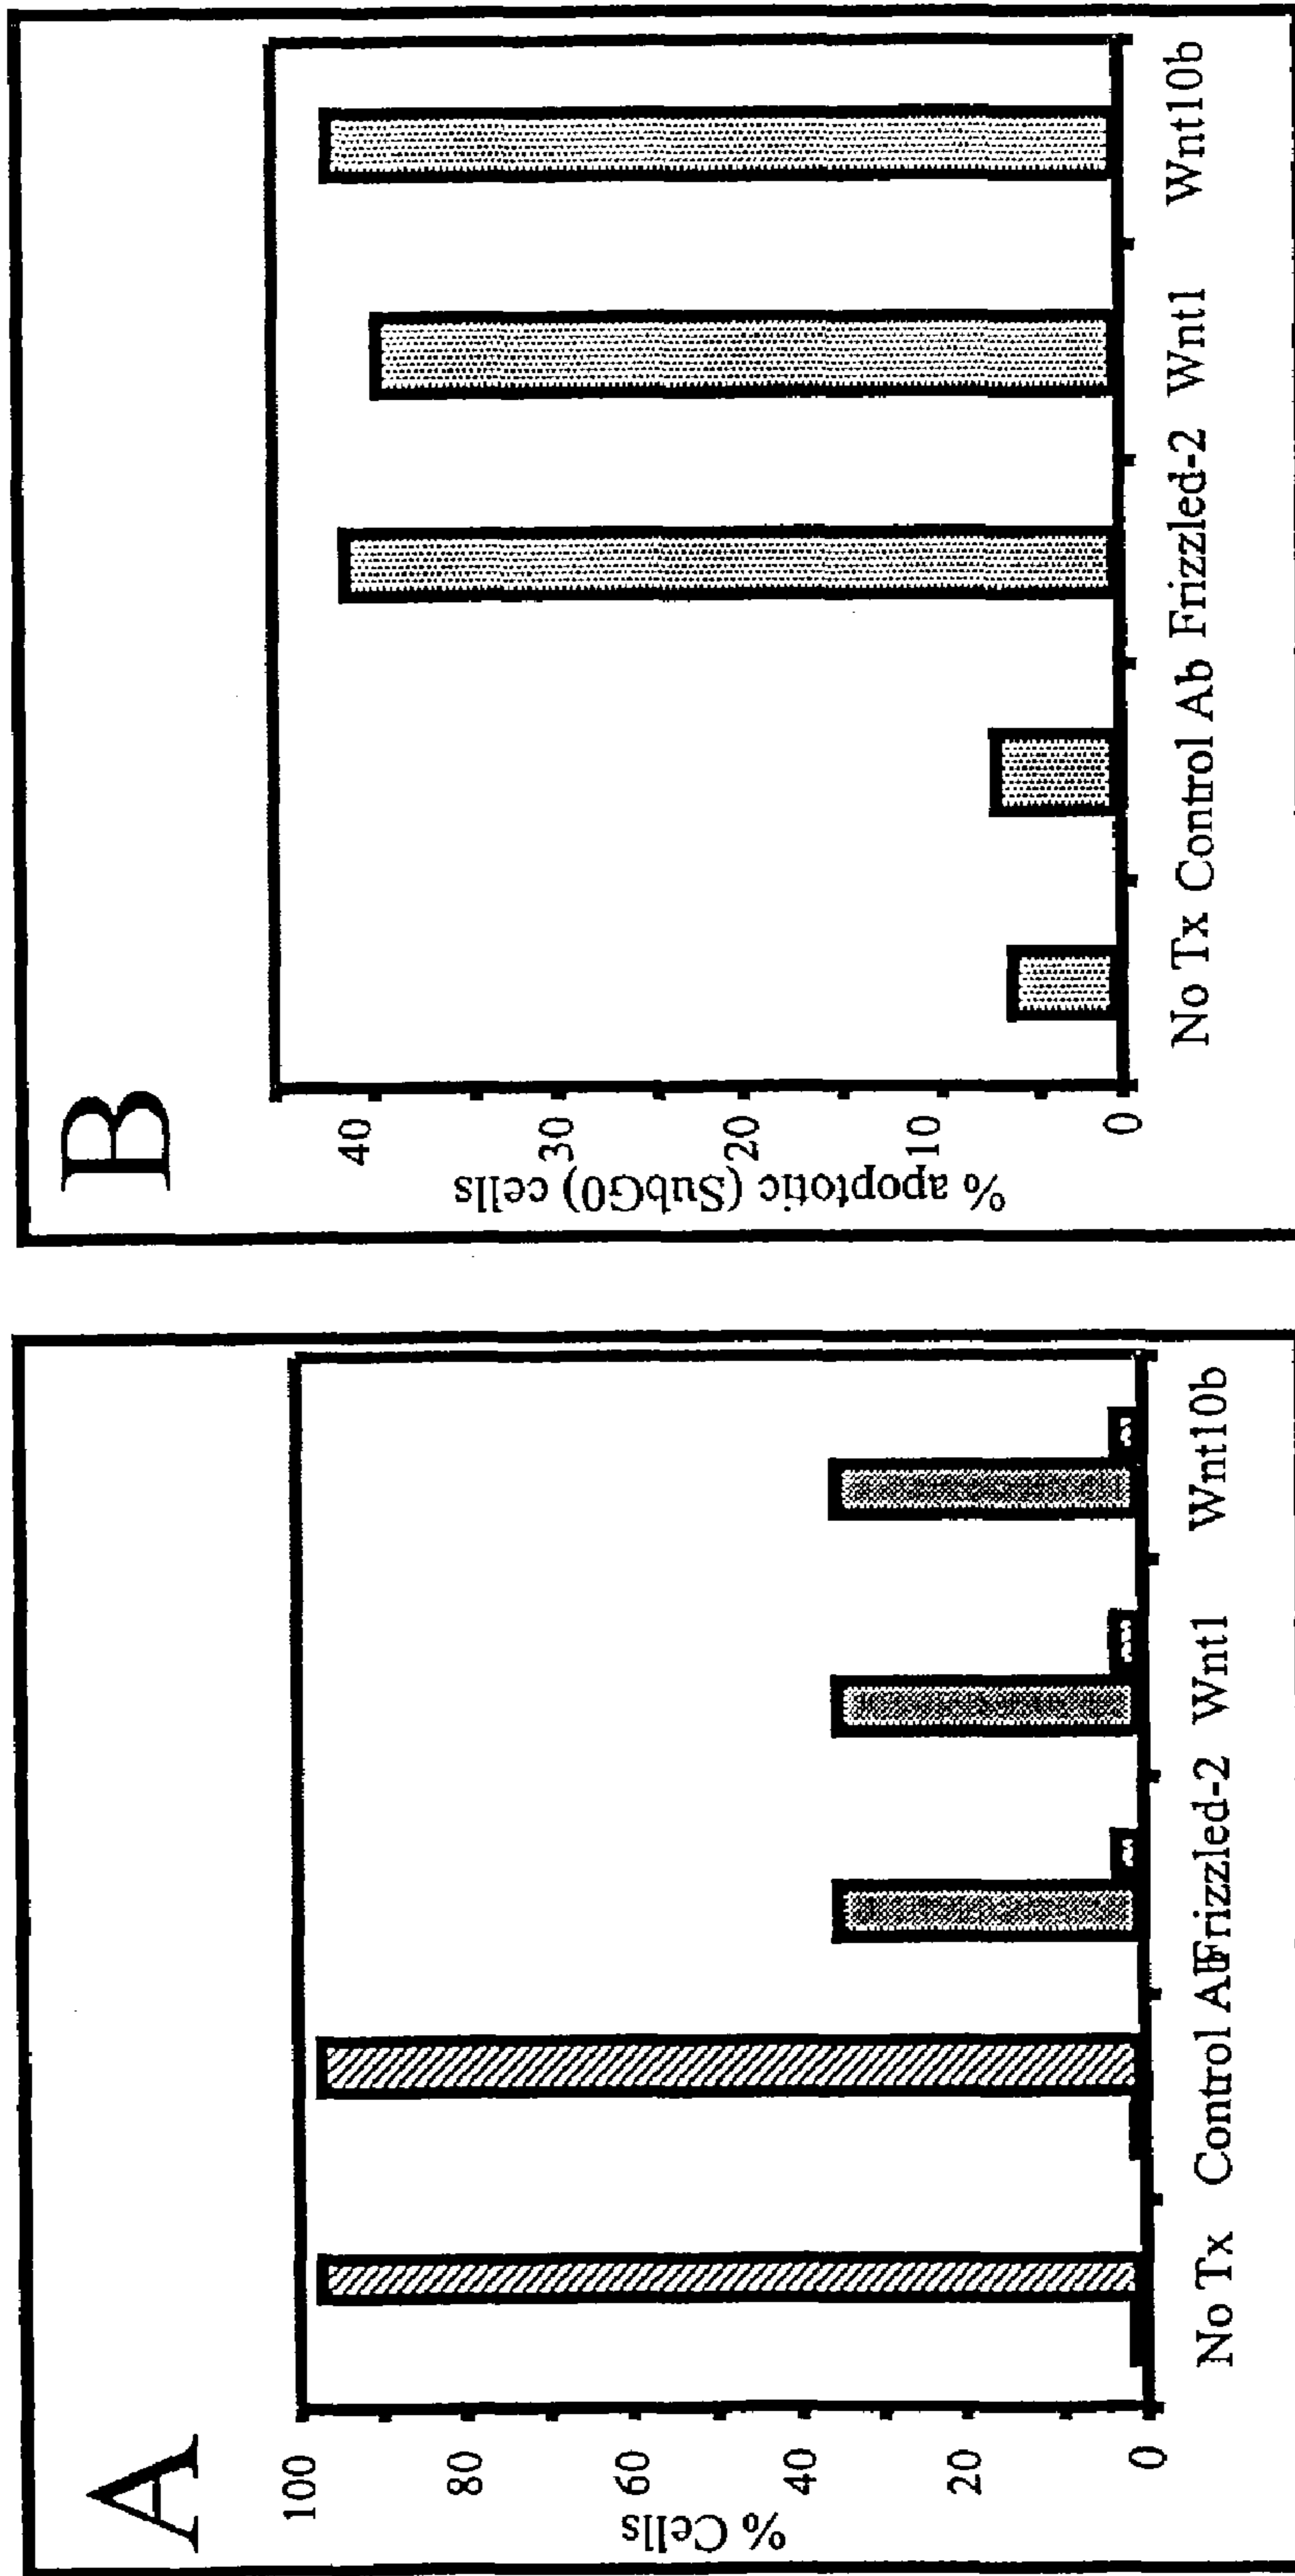 A
100
80
60
40
20
0
% Cells
No Tx Control Ab Frizzled-2 Wnt1 Wnt10b
B
40
30
20
10
0
% apoptotic (SubG0) cells
No Tx Control Ab Frizzled-2 Wnt1 Wnt10b